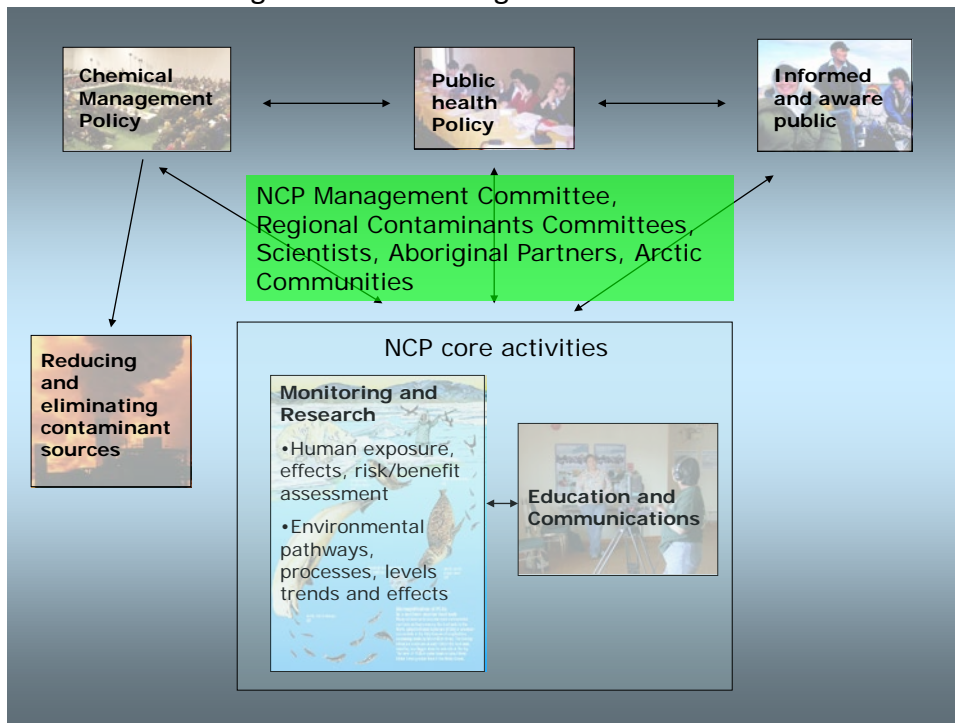 Chemical
Management
Policy
Public
health
Policy
Informed
and aware
public
NCP Management Committee,
Regional Contaminants Committees,
Scientists, Aboriginal Partners, Arctic
Communities
Reducing
and
eliminating
contaminant
sources
NCP core activities
Monitoring and
Research
•Human exposure,
effects, risk/benefit
assessment
•Environmental
pathways,
processes, levels
trends and effects
Education and
Communications